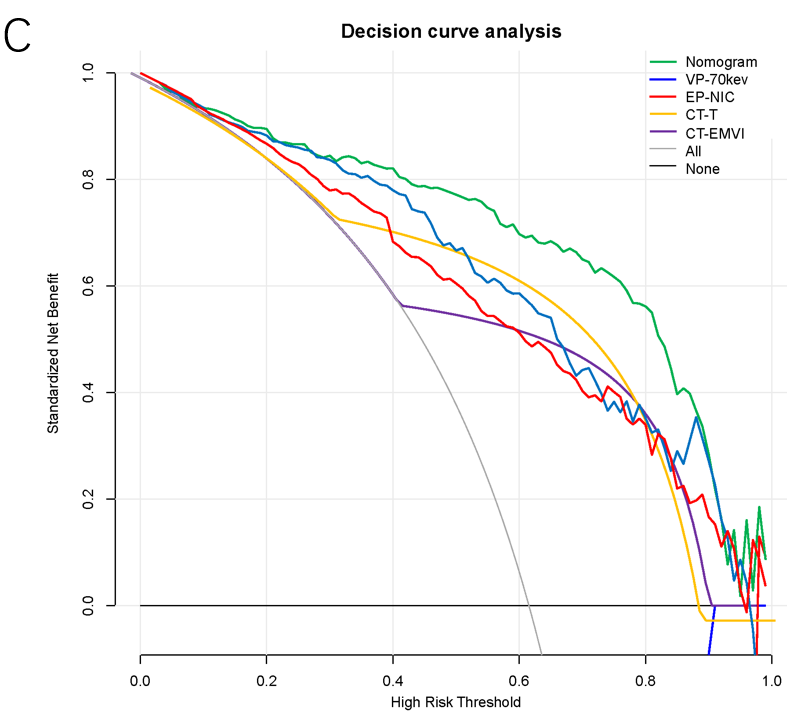 C
Decision curve analysis
Nomogram
VP-70kev
EP-NIC
CT-T
CT-EMVI
All
None
Standardized Net Benefit
1.0
0.8
0.6
0.4
0.2
0.0
0.0 0.2 0.4 0.6 0.8 1.0
High Risk Threshold